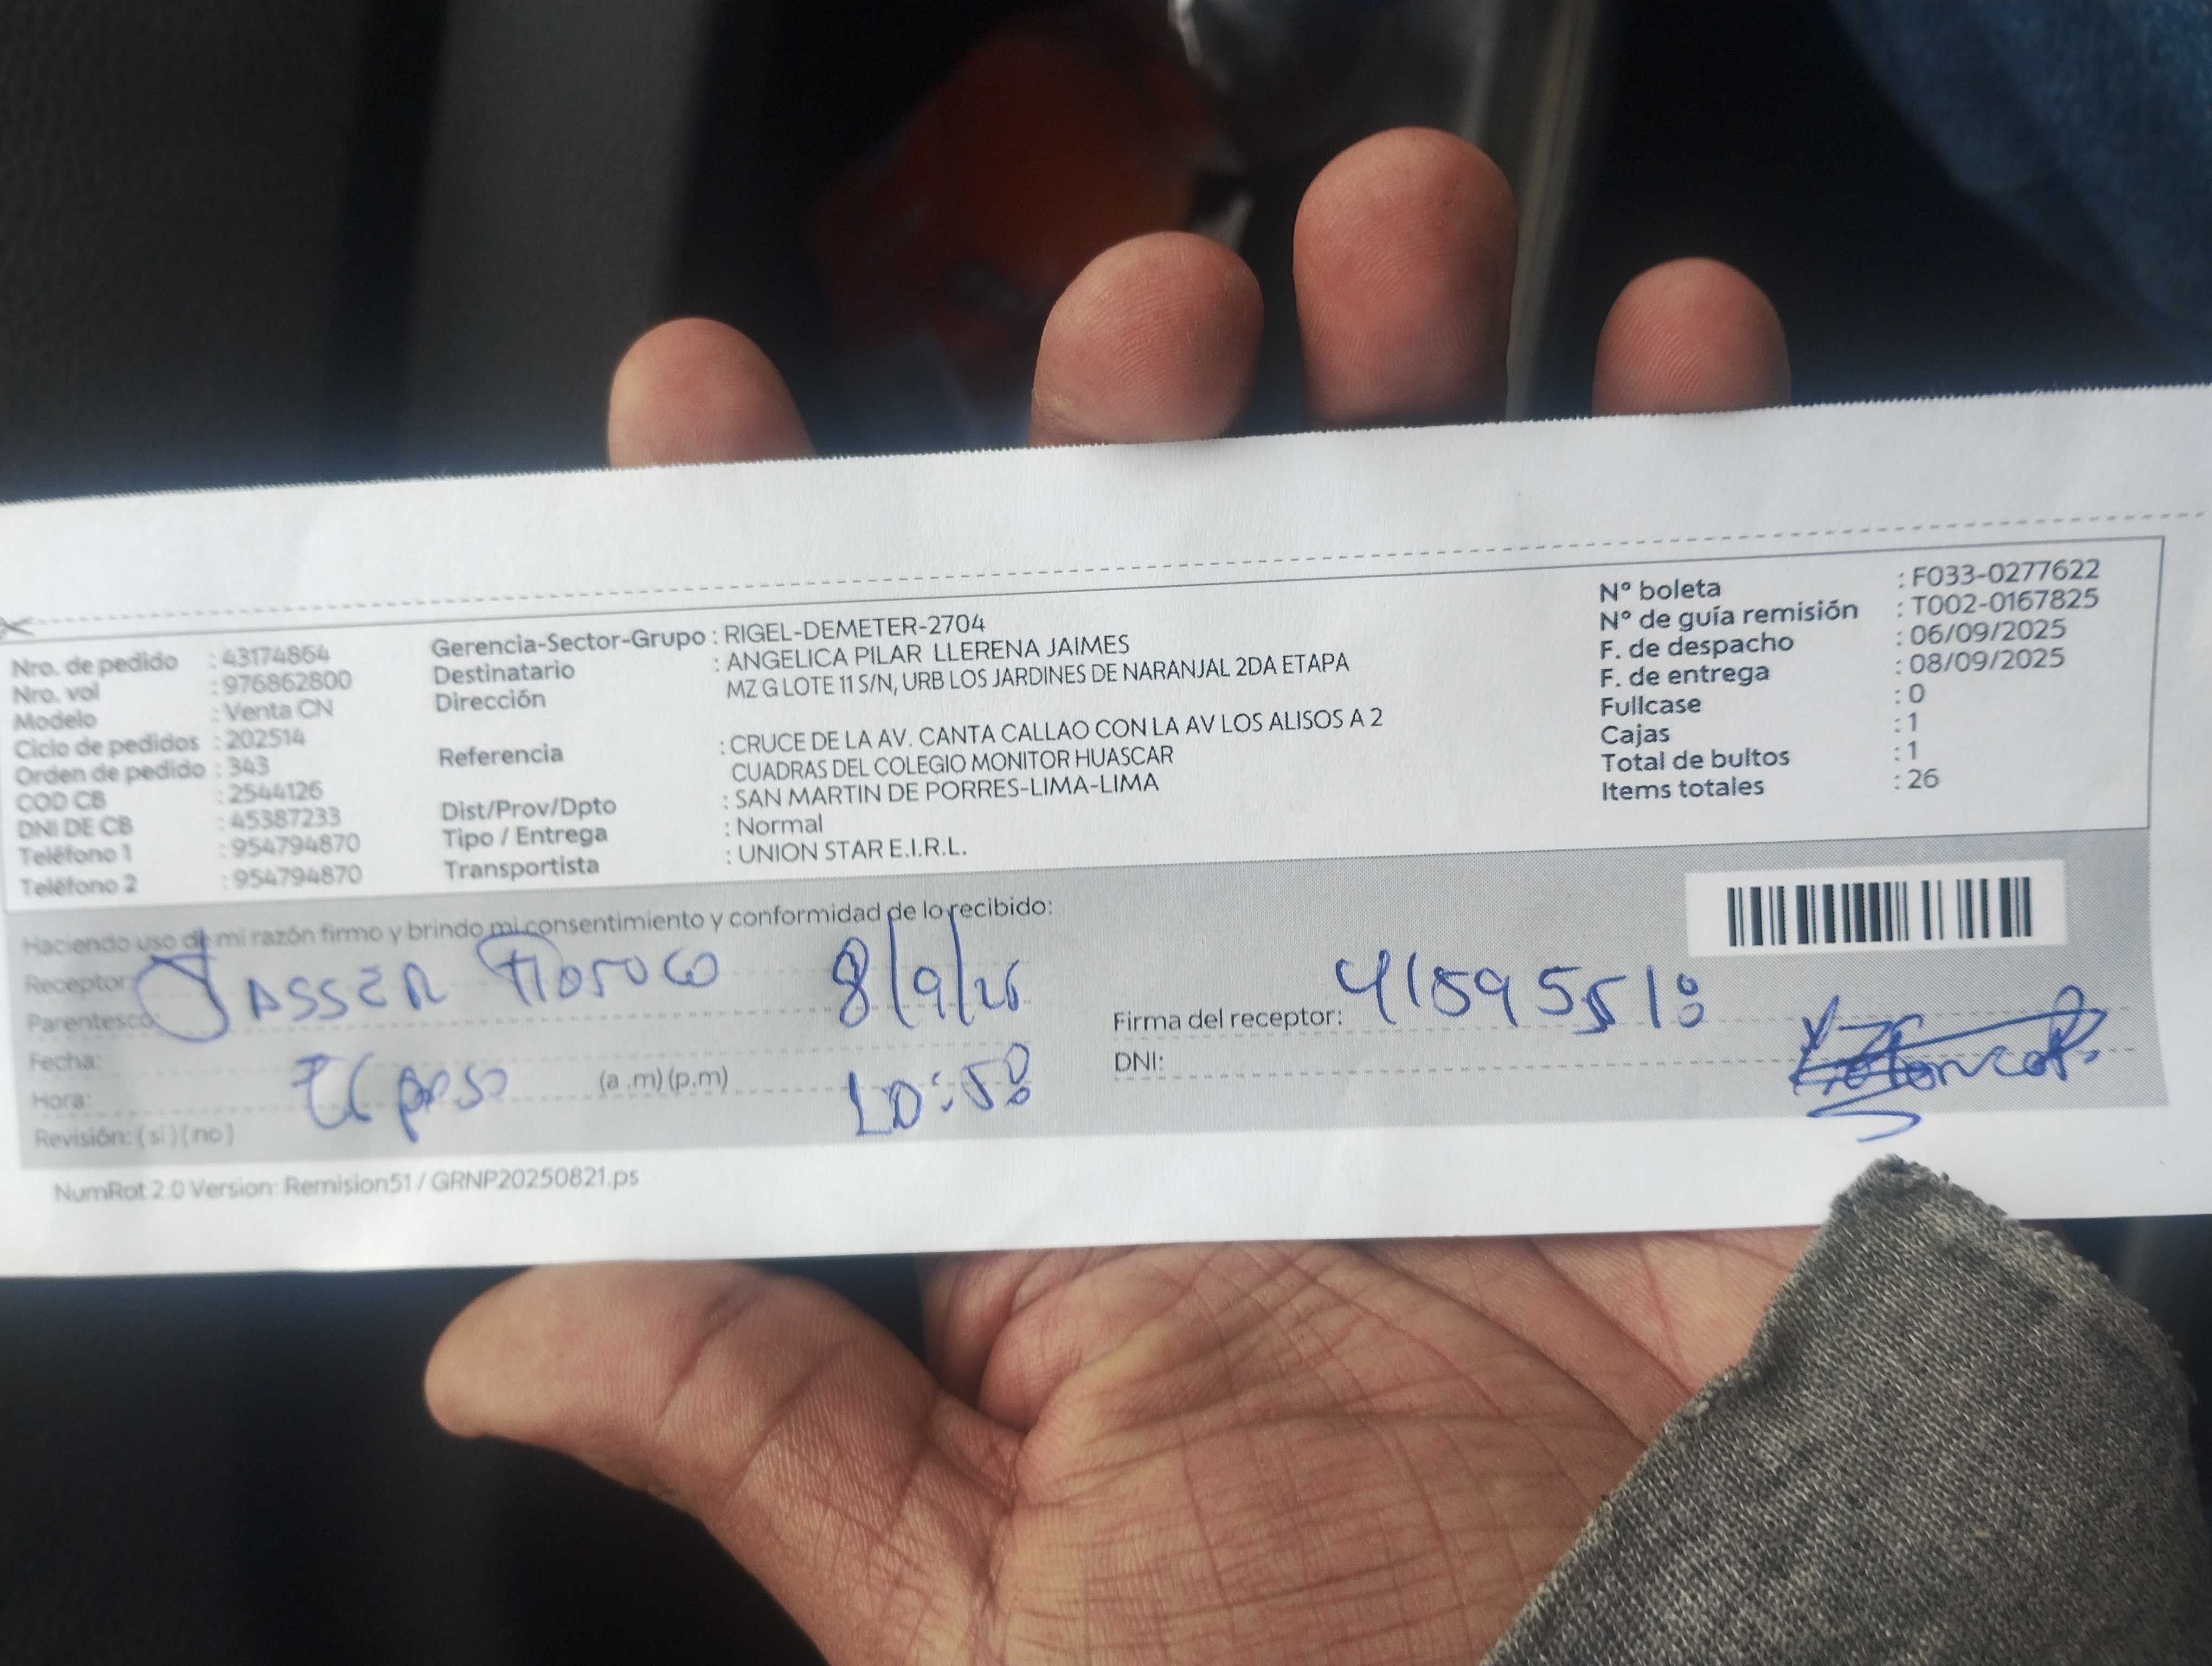 Nro. de pedido : 43174864
Nro. vol : 976862800
Modelo : Venta CN
Ciclo de pedidos : 202514
Orden de pedido : 343
COD CB : 2544126
DNI DE CB : 45387233
Teléfono 1 : 954794870
Teléfono 2 : 954794870
Gerencia-Sector-Grupo : RIGEL-DEMETER-2704
Destinatario : ANGELICA PILAR LLERENA JAIMES
Dirección MZ G LOTE 11 S/N, URB LOS JARDINES DE NARANJAL 2DA ETAPA
Referencia : CRUCE DE LA AV. CANTA CALLAO CON LA AV LOS ALISOS A 2
CUADRAS DEL COLEGIO MONITOR HUASCAR
Dist/Prov/Dpto : SAN MARTIN DE PORRES-LIMA-LIMA
Tipo / Entrega : Normal
Transportista : UNION STAR E.I.R.L.
N° boleta : F033-0277622
N° de guía remisión : T002-0167825
F. de despacho : 06/09/2025
F. de entrega : 08/09/2025
Fullcase : 0
Cajas : 1
Total de bultos : 1
Items totales : 26
Haciendo uso de mi razón firmo y brindo mi consentimiento y conformidad de lo recibido:
Receptor: JASSER
Parentesco:
Fecha: 8/9/25
Hora: (a .m) (p.m) 10:50
Revisión: ( si ) ( no )
Firma del receptor:
DNI:
NumRot 2.0 Version: Remision51 / GRNP20250821.ps